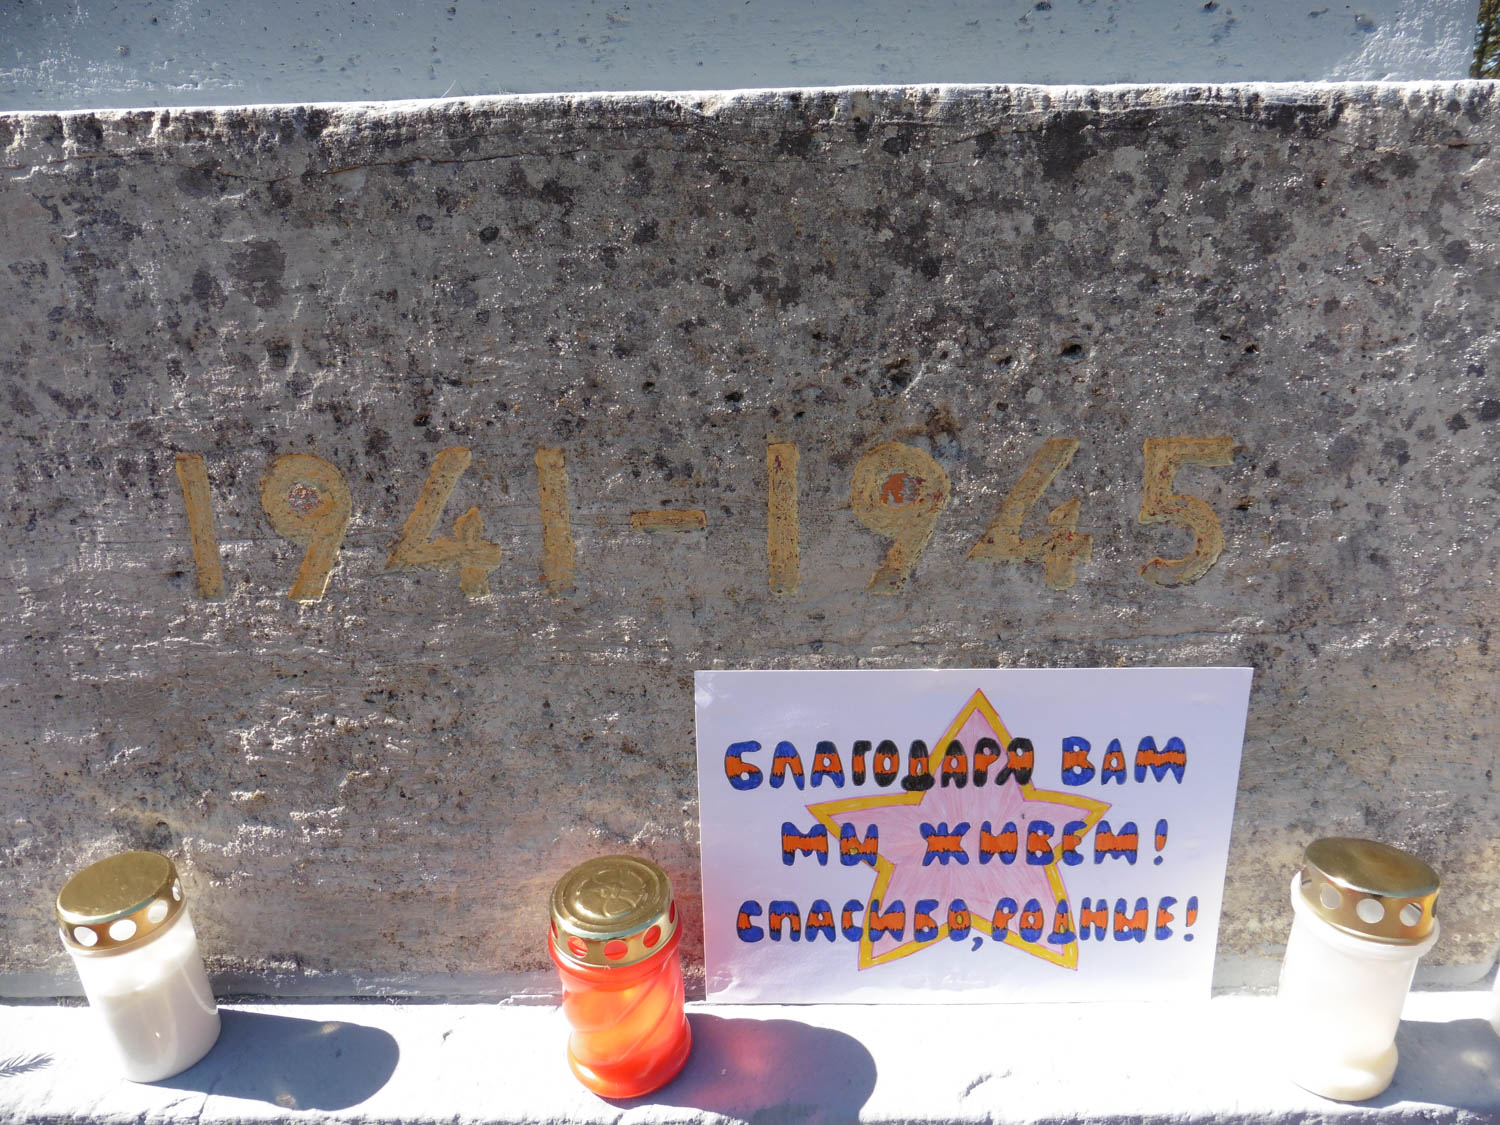 1941-1945
БЛАГОДАРЯ ВАМ
МЫ ЖИВЕМ!
СПАСИБО, РОДНЫЕ!